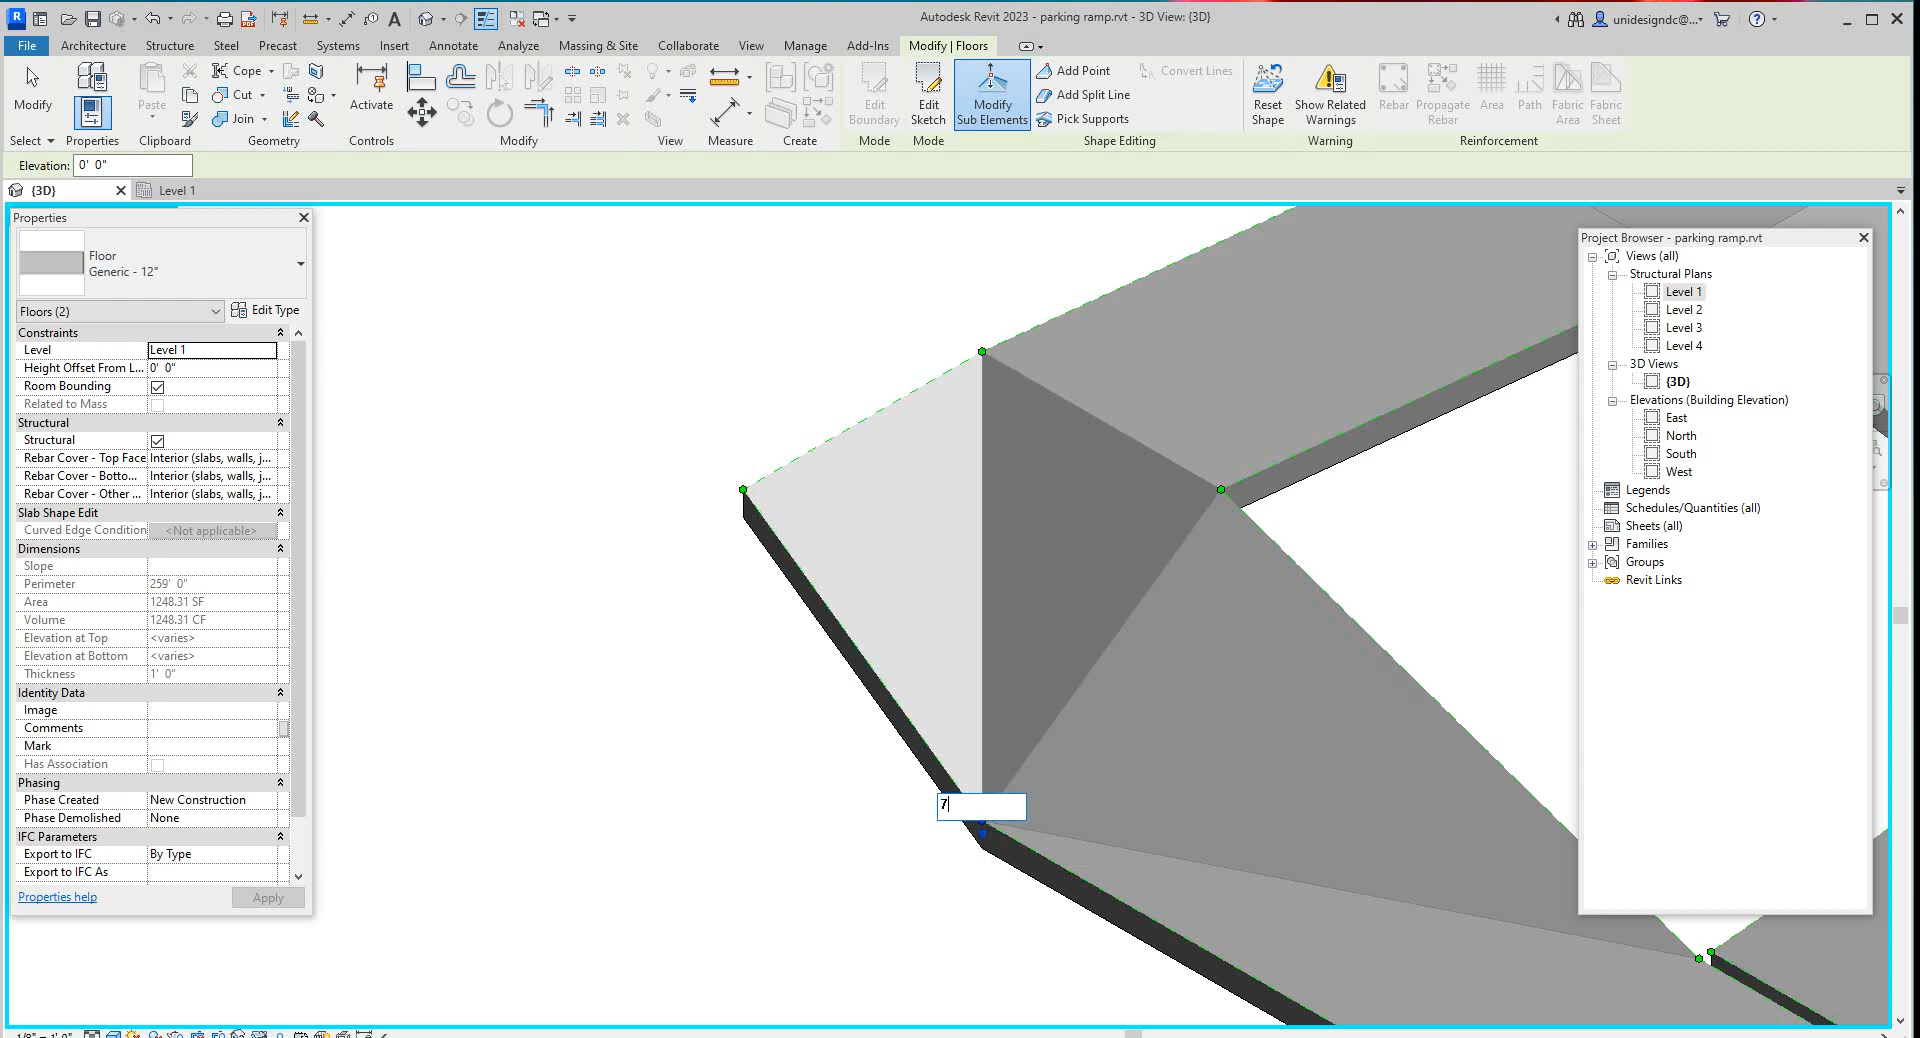 Autodesk Revit 2023 - parking ramp.rvt - 3D View: {3D}
unidesigndc@...
File Architecture Structure Steel Precast Systems Insert Annotate Analyze Massing & Site Collaborate View Manage Add-Ins Modify | Floors
Modify
Select
Properties
Paste
Clipboard
Cope
Cut
Join
Geometry
Activate
Controls
Modify
View
Measure
Create
Edit Boundary
Mode
Edit Sketch
Mode
Modify Sub Elements
Add Point
Add Split Line
Pick Supports
Convert Lines
Shape Editing
Reset Shape
Show Related Warnings
Warning
Rebar
Propagate Rebar
Area
Path
Fabric Area
Fabric Sheet
Reinforcement
Elevation: 0' 0"
{3D}
Level 1
Properties
Floor
Generic - 12"
Floors (2)
Edit Type
Constraints
Level Level 1
Height Offset From L... 0' 0"
Room Bounding
Related to Mass
Structural
Structural
Rebar Cover - Top Face Interior (slabs, walls, j...
Rebar Cover - Botto... Interior (slabs, walls, j...
Rebar Cover - Other ... Interior (slabs, walls, j...
Slab Shape Edit
Curved Edge Condition <Not applicable>
Dimensions
Slope
Perimeter 259' 0"
Area 1248.31 SF
Volume 1248.31 CF
Elevation at Top <varies>
Elevation at Bottom <varies>
Thickness 1' 0"
Identity Data
Image
Comments
Mark
Has Association
Phasing
Phase Created New Construction
Phase Demolished None
IFC Parameters
Export to IFC By Type
Export to IFC As
Properties help
Apply
7
Project Browser - parking ramp.rvt
Views (all)
Structural Plans
Level 1
Level 2
Level 3
Level 4
3D Views
{3D}
Elevations (Building Elevation)
East
North
South
West
Legends
Schedules/Quantities (all)
Sheets (all)
Families
Groups
Revit Links
1/8" = 1'-0"